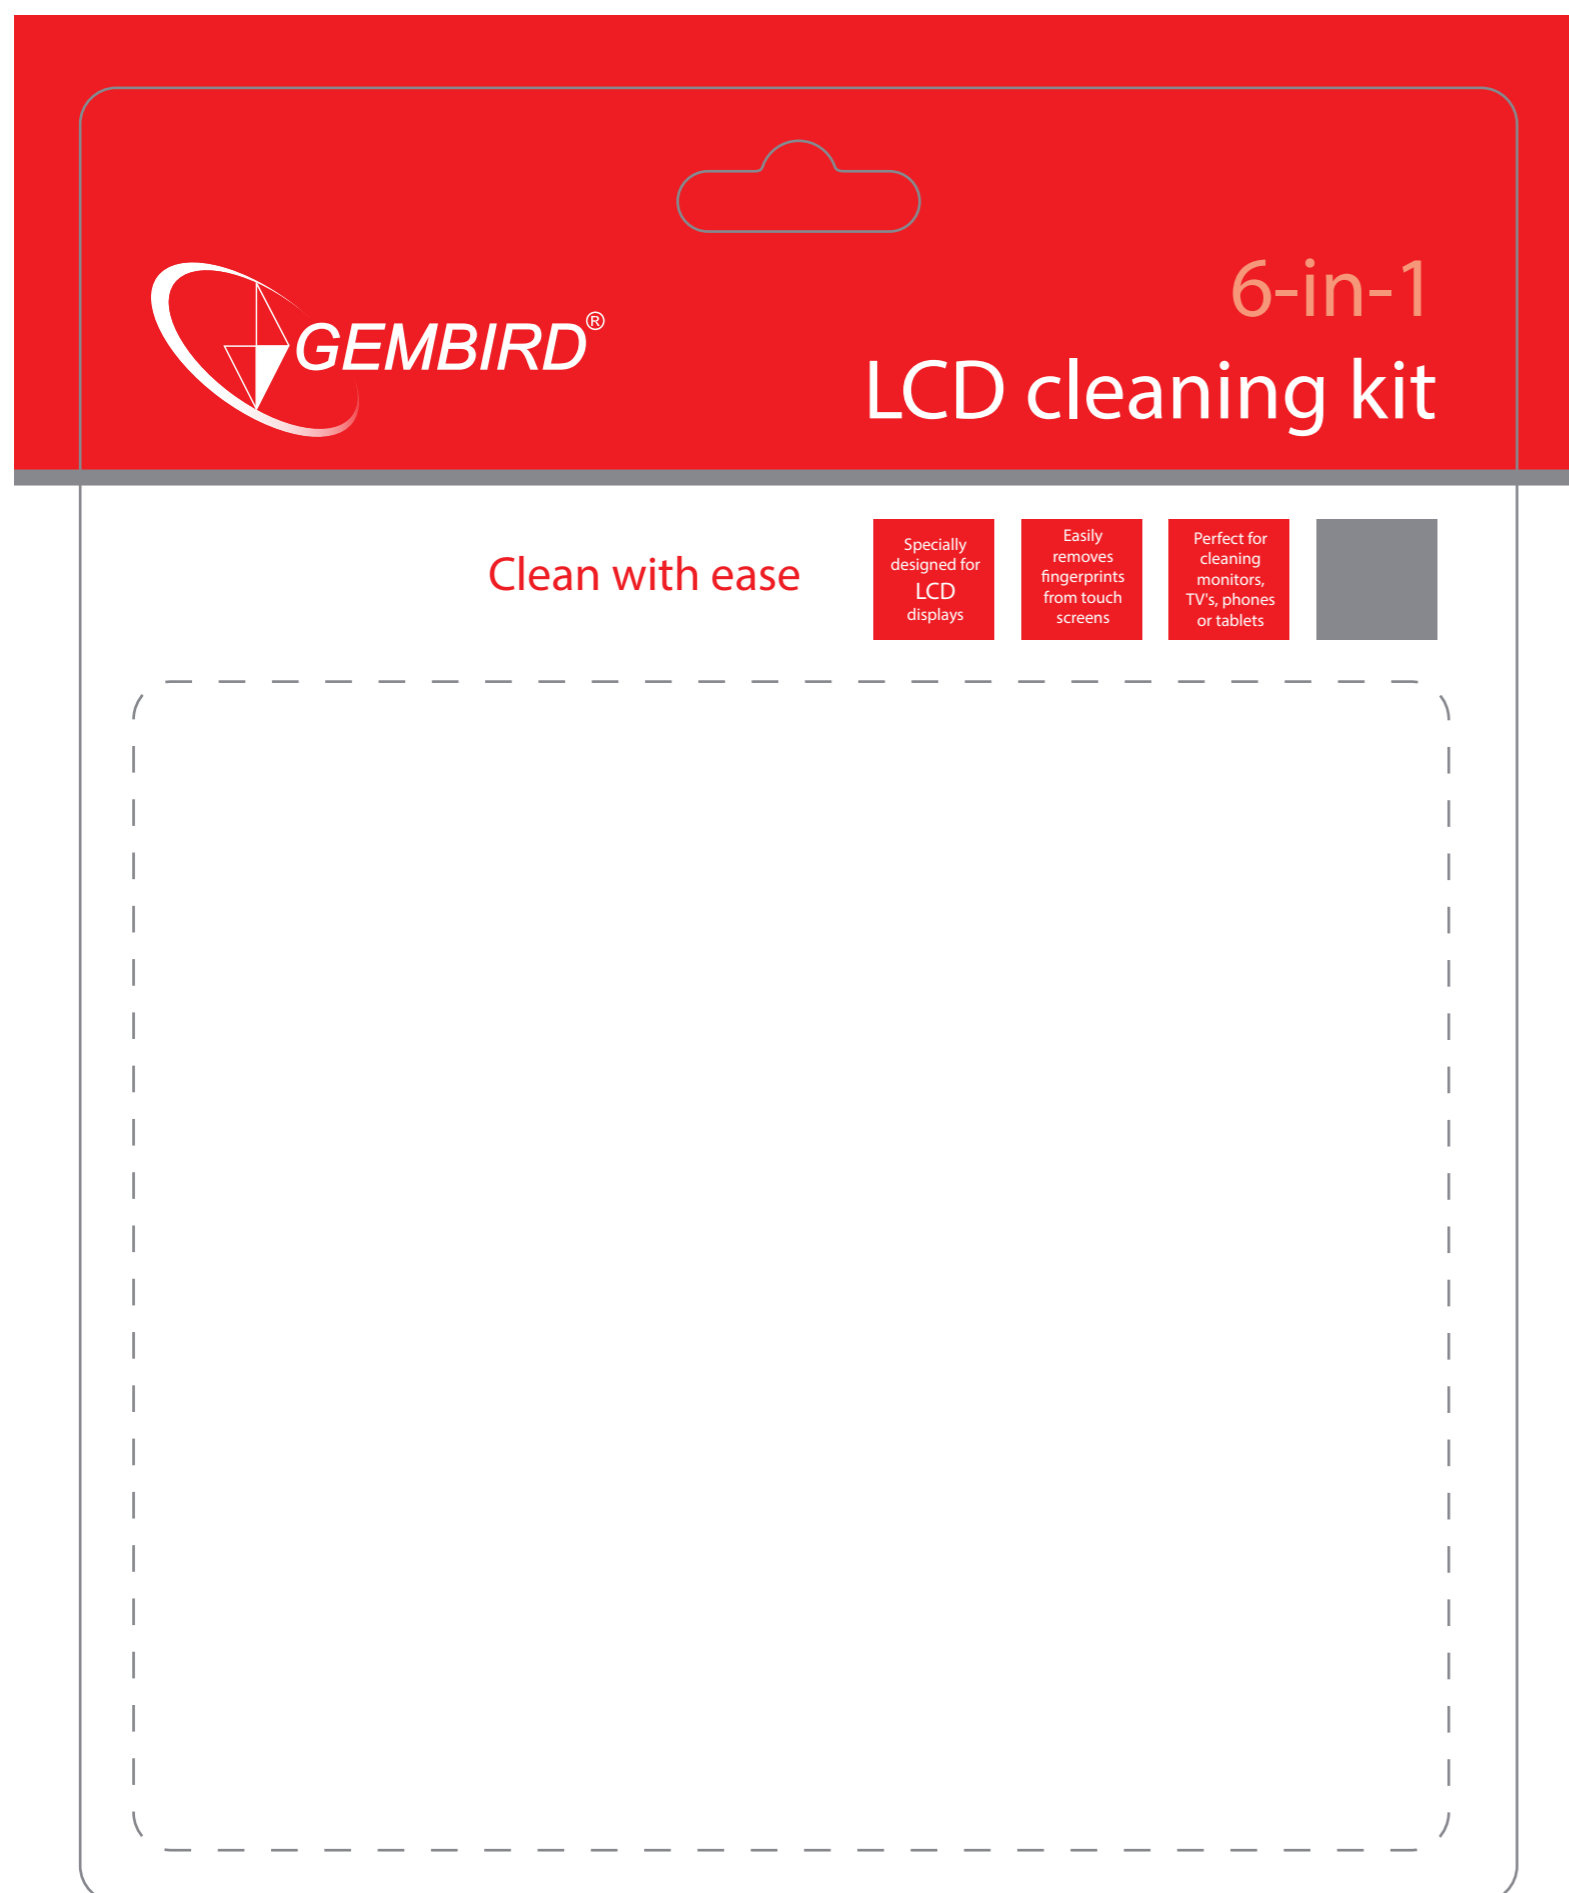 GEMBIRD®
6-in-1
LCD cleaning kit
Clean with ease
Specially
designed for
LCD
displays
Easily
removes
fingerprints
from touch
screens
Perfect for
cleaning
monitors,
TV's, phones
or tablets